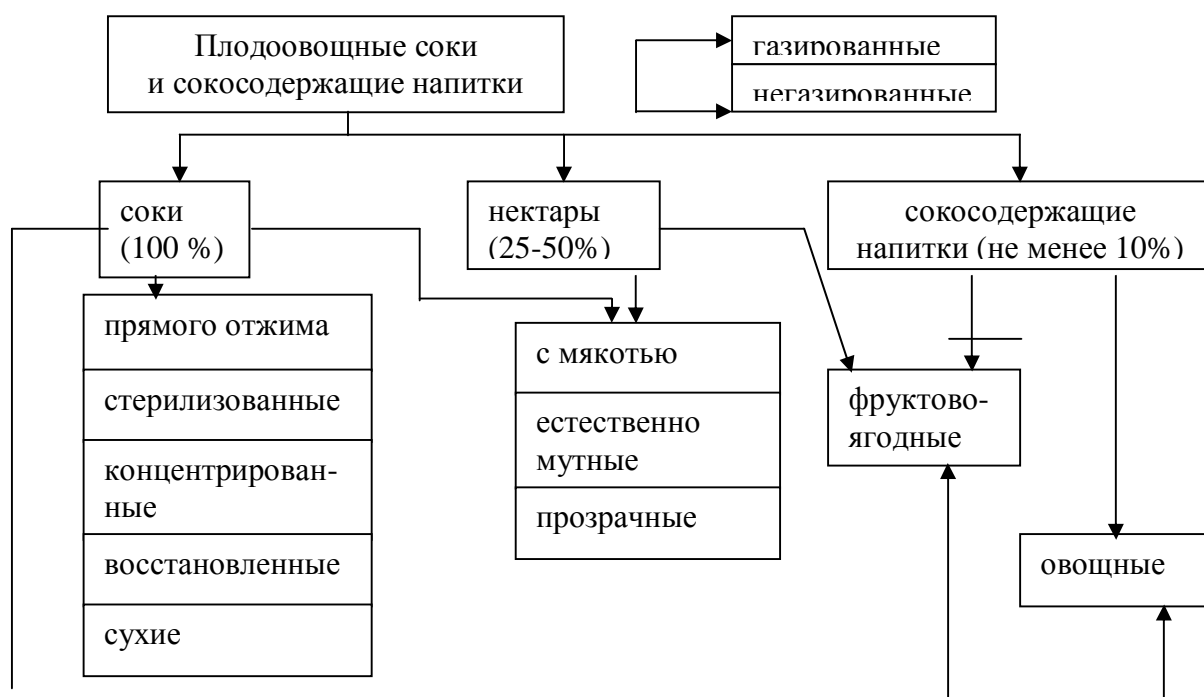 Плодоовощные соки
и сокосодержащие напитки
газированные
негазированные
соки
(100 %)
нектары
(25-50%)
сокосодержащие
напитки (не менее 10%)
прямого отжима
стерилизованные
концентрирован-
ные
восстановленные
сухие
с мякотью
естественно
мутные
прозрачные
фруктово-
ягодные
овощные